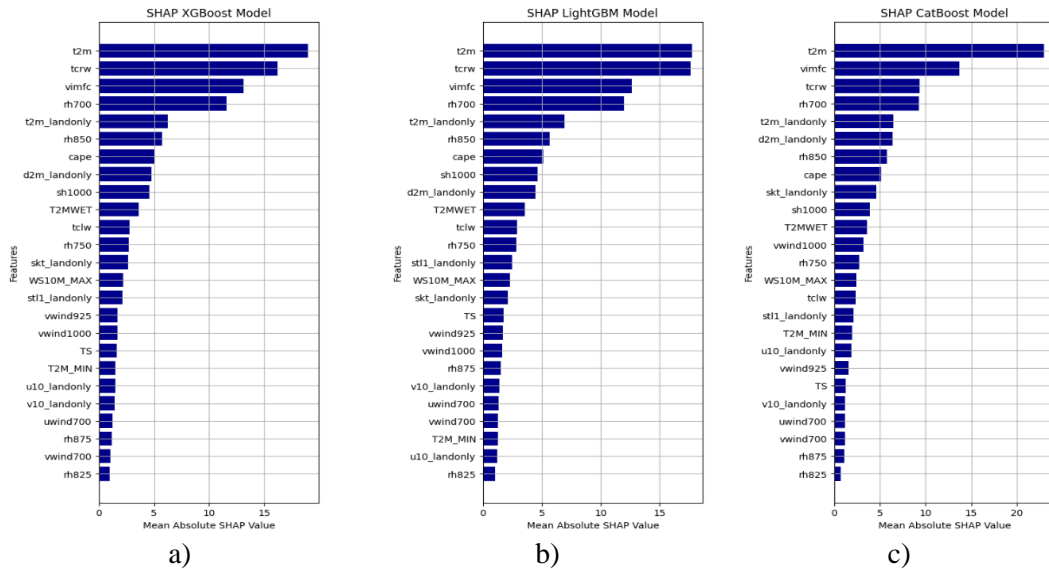 SHAP XGBoost Model
t2m
tcrw
vimfc
rh700
t2m_landonly
rh850
cape
d2m_landonly
sh1000
T2MWET
tclw
rh750
skt_landonly
WS10M_MAX
stl1_landonly
vwind925
vwind1000
TS
T2M_MIN
u10_landonly
v10_landonly
uwind700
rh875
vwind700
rh825
Features
0 5 10 15
Mean Absolute SHAP Value
a)
SHAP LightGBM Model
t2m
tcrw
vimfc
rh700
t2m_landonly
rh850
cape
sh1000
d2m_landonly
T2MWET
tclw
rh750
stl1_landonly
WS10M_MAX
skt_landonly
TS
vwind925
vwind1000
rh875
v10_landonly
uwind700
vwind700
T2M_MIN
u10_landonly
rh825
Features
0 5 10 15
Mean Absolute SHAP Value
b)
SHAP CatBoost Model
t2m
vimfc
tcrw
rh700
t2m_landonly
d2m_landonly
rh850
cape
skt_landonly
sh1000
T2MWET
vwind1000
rh750
WS10M_MAX
tclw
stl1_landonly
T2M_MIN
u10_landonly
vwind925
TS
v10_landonly
uwind700
vwind700
rh875
rh825
Features
0 5 10 15 20
Mean Absolute SHAP Value
c)